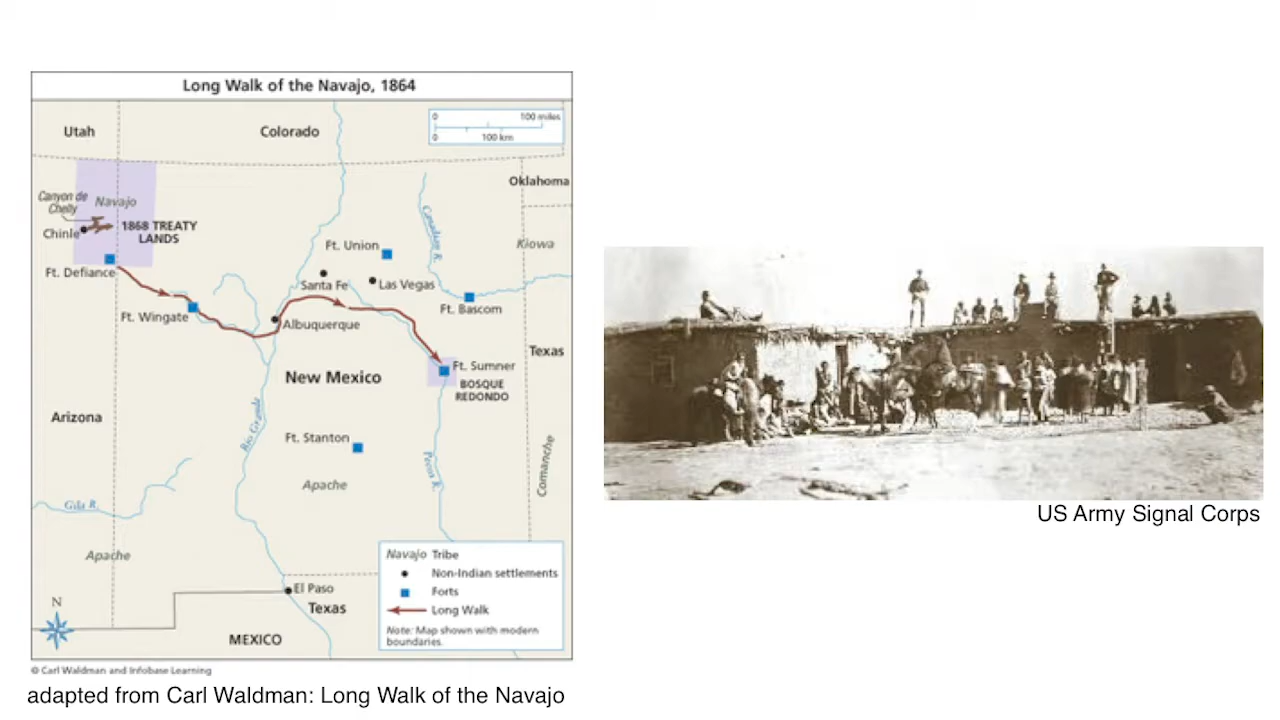 Long Walk of the Navajo, 1864
0 100 miles
0 100 km
Utah
Colorado
Oklahoma
Canyon de
Chelly
Navajo
Chinle
1868 TREATY
LANDS
Ft. Defiance
Canadian R.
Kiowa
Ft. Union
Santa Fe
Las Vegas
Ft. Wingate
Ft. Bascom
Albuquerque
Texas
Ft. Sumner
BOSQUE
REDONDO
New Mexico
Arizona
Rio Grande
Ft. Stanton
Comanche
Pecos R.
Apache
Gila R.
Apache
N
El Paso
Texas
MEXICO
Navajo Tribe
Non-Indian settlements
Forts
Long Walk
Note: Map shown with modern
boundaries.
© Carl Waldman and Infobase Learning
adapted from Carl Waldman: Long Walk of the Navajo
US Army Signal Corps